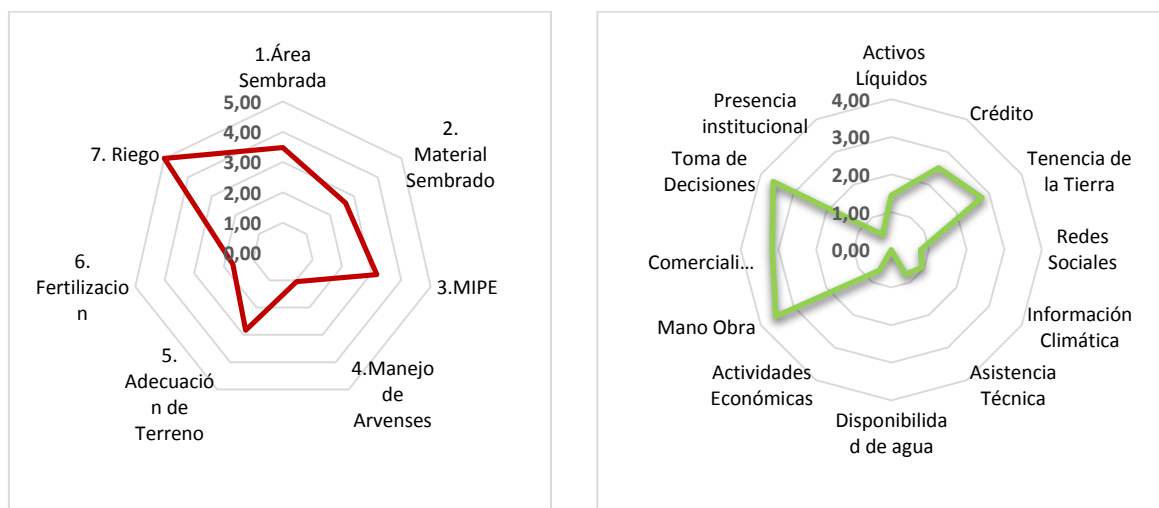 1.Área
Sembrada
2.
Material
Sembrado
3.MIPE
4.Manejo
de
Arvenses
5.
Adecuació
n de
Terreno
6.
Fertilizacio
n
7. Riego
5,00
4,00
3,00
2,00
1,00
0,00
Activos
Líquidos
Crédito
Tenencia de
la Tierra
Redes
Sociales
Información
Climática
Asistencia
Técnica
Disponibilida
d de agua
Actividades
Económicas
Mano Obra
Comerciali...
Toma de
Decisiones
Presencia
institucional
4,00
3,00
2,00
1,00
0,00